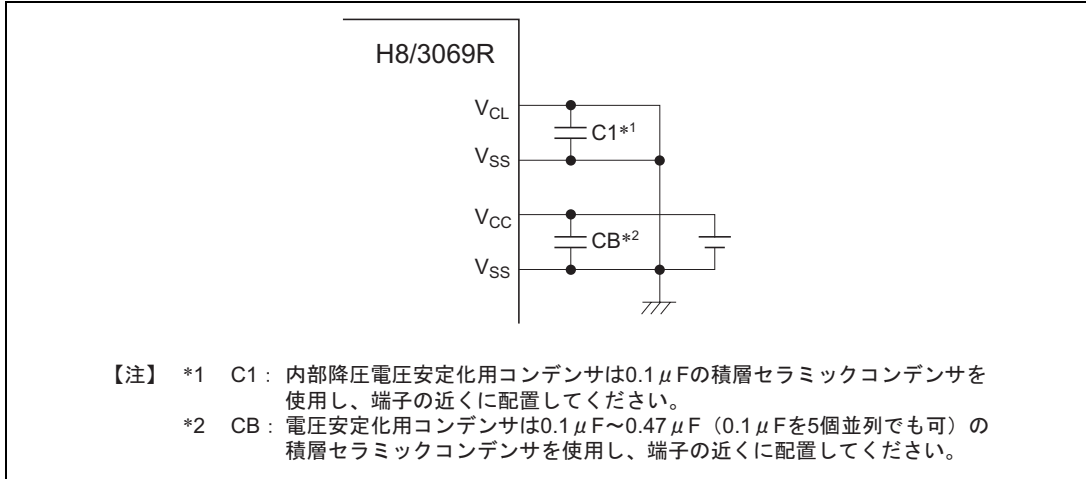 H8/3069R
VCL
C1*1
VSS
VCC
CB*2
VSS
【注】 *1 C1： 内部降圧電圧安定化用コンデンサは0.1μFの積層セラミックコンデンサを
使用し、端子の近くに配置してください。
*2 CB： 電圧安定化用コンデンサは0.1μF～0.47μF（0.1μFを5個並列でも可）の
積層セラミックコンデンサを使用し、端子の近くに配置してください。